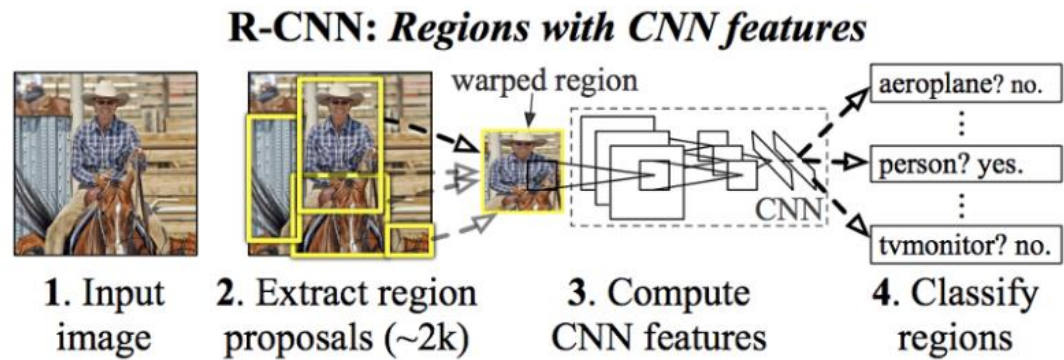 R-CNN: Regions with CNN features
warped region
aeroplane? no.
person? yes.
tvmonitor? no.
CNN
1. Input
image
2. Extract region
proposals (~2k)
3. Compute
CNN features
4. Classify
regions